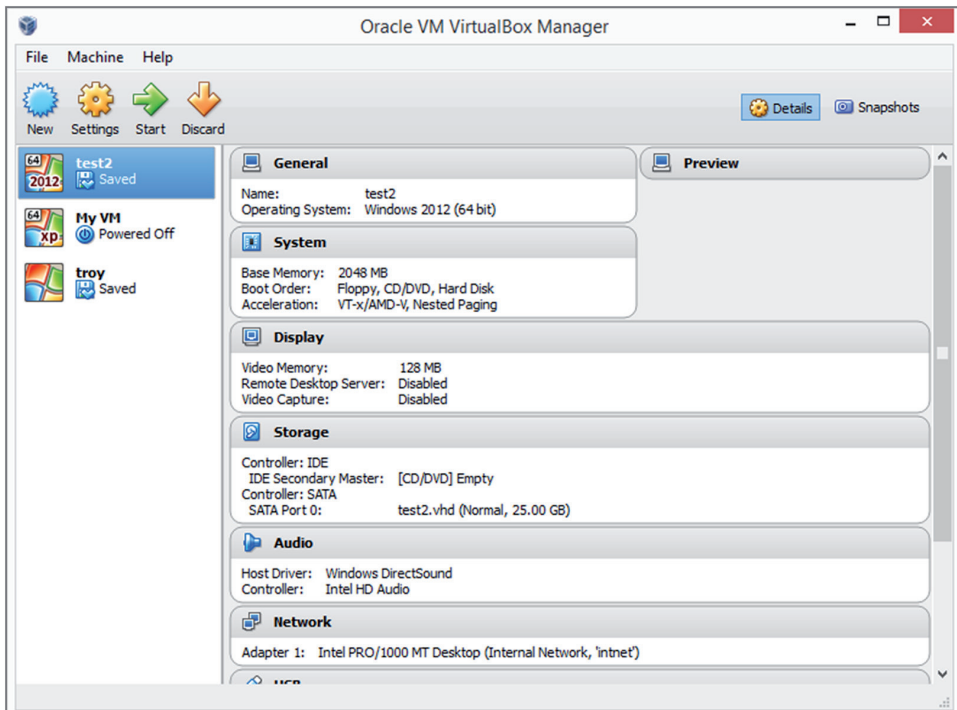 Oracle VM VirtualBox Manager
File Machine Help
New Settings Start Discard
Details Snapshots
64
2012
test2
Saved
64
xp
My VM
Powered Off
troy
Saved
General
Name: test2
Operating System: Windows 2012 (64 bit)
Preview
System
Base Memory: 2048 MB
Boot Order: Floppy, CD/DVD, Hard Disk
Acceleration: VT-x/AMD-V, Nested Paging
Display
Video Memory: 128 MB
Remote Desktop Server: Disabled
Video Capture: Disabled
Storage
Controller: IDE
IDE Secondary Master: [CD/DVD] Empty
Controller: SATA
SATA Port 0: test2.vhd (Normal, 25.00 GB)
Audio
Host Driver: Windows DirectSound
Controller: Intel HD Audio
Network
Adapter 1: Intel PRO/1000 MT Desktop (Internal Network, 'intnet')